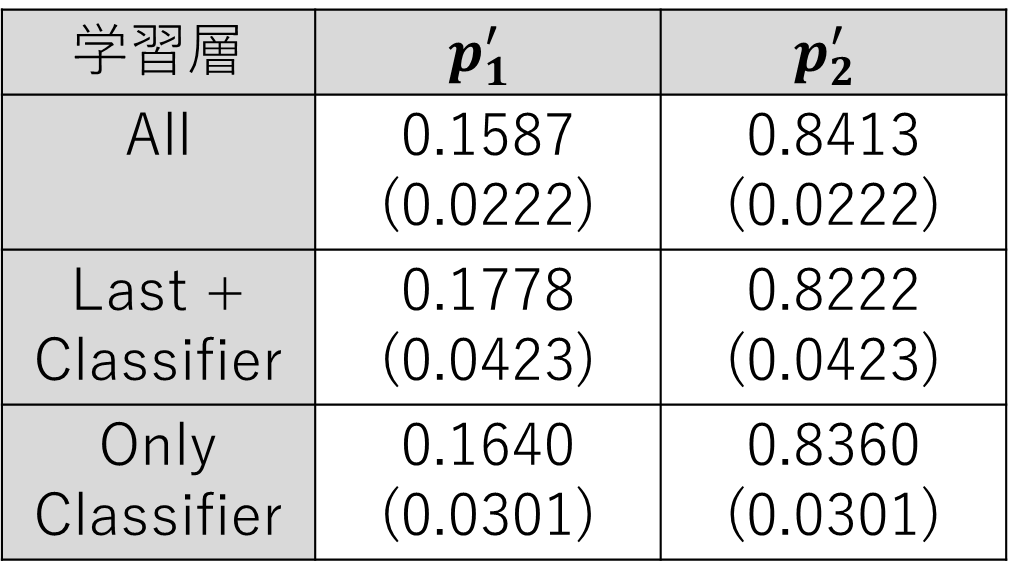 学習層 p′₁ p′₂
All 0.1587 0.8413
(0.0222) (0.0222)
Last + 0.1778 0.8222
Classifier (0.0423) (0.0423)
Only 0.1640 0.8360
Classifier (0.0301) (0.0301)